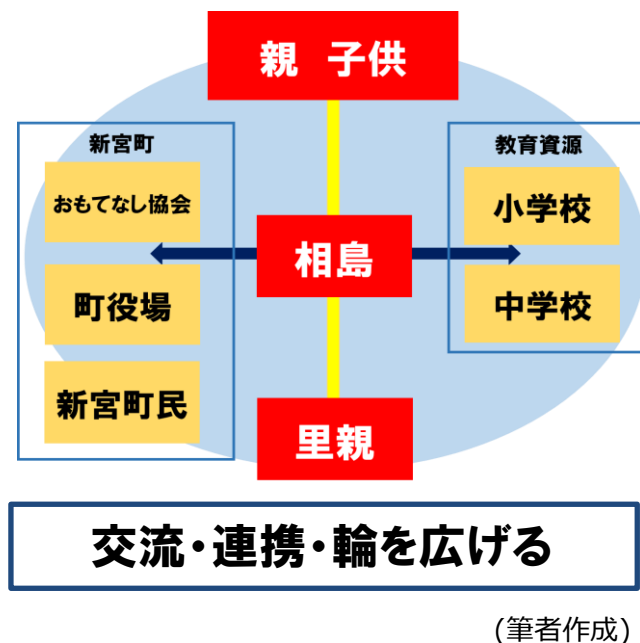 親 子供
新宮町
おもてなし協会
町役場
新宮町民
相島
教育資源
小学校
中学校
里親
交流・連携・輪を広げる
(筆者作成)